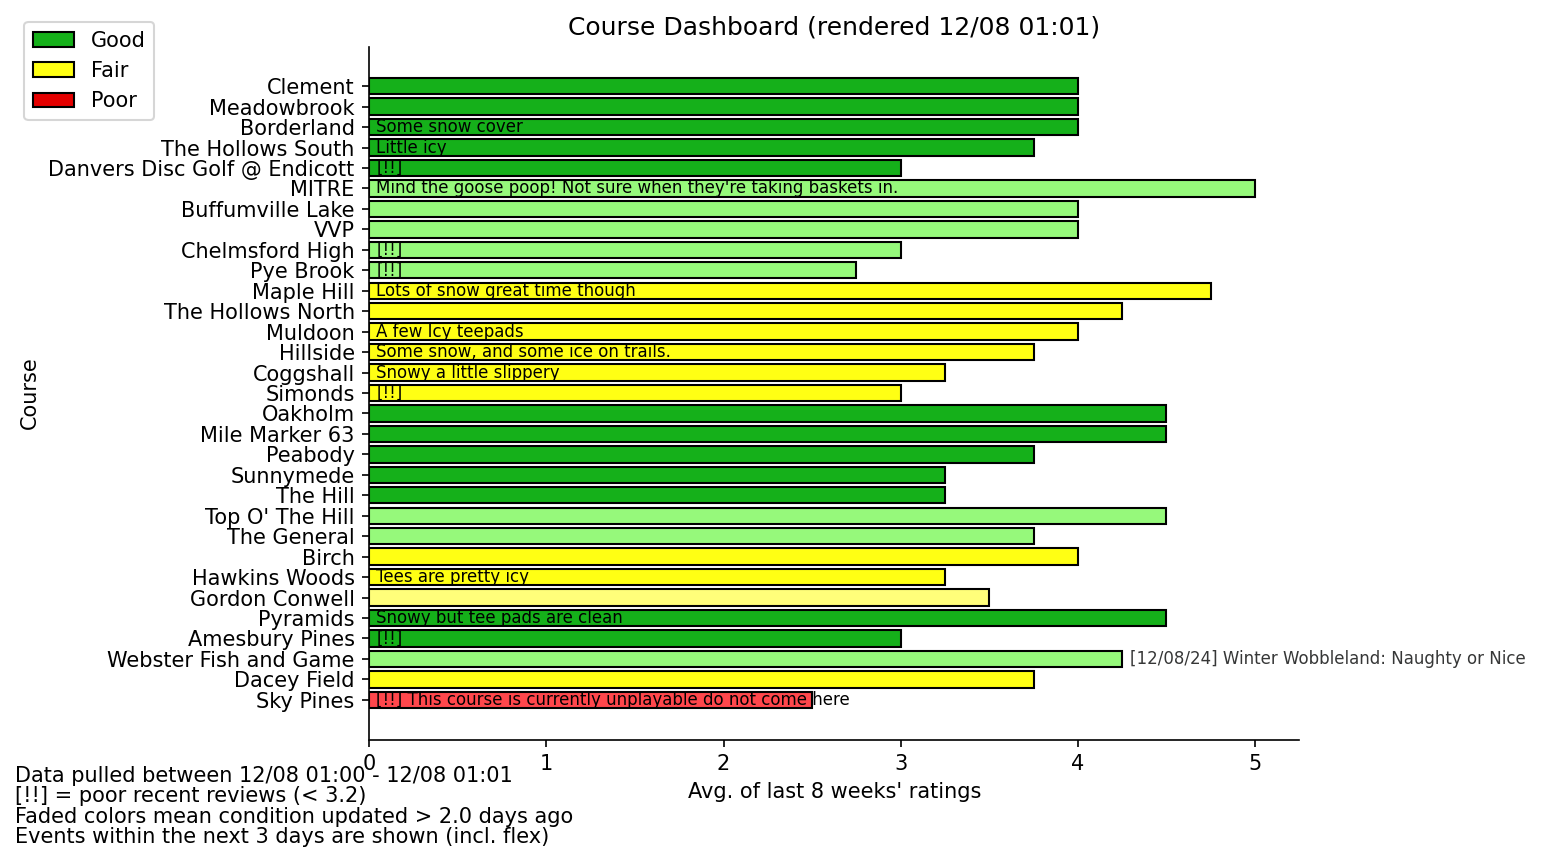 Course Dashboard (rendered 12/08 01:01)
Good
Fair
Poor
Course
Clement
Meadowbrook
Borderland Some snow cover
The Hollows South Little icy
Danvers Disc Golf @ Endicott [!!]
MITRE Mind the goose poop! Not sure when they're taking baskets in.
Buffumville Lake
VVP
Chelmsford High [!!]
Pye Brook [!!]
Maple Hill Lots of snow great time though
The Hollows North
Muldoon A few Icy teepads
Hillside Some snow, and some ice on trails.
Coggshall Snowy a little slippery
Simonds [!!]
Oakholm
Mile Marker 63
Peabody
Sunnymede
The Hill
Top O' The Hill
The General
Birch
Hawkins Woods Tees are pretty icy
Gordon Conwell
Pyramids Snowy but tee pads are clean
Amesbury Pines [!!]
Webster Fish and Game [12/08/24] Winter Wobbleland: Naughty or Nice
Dacey Field
Sky Pines [!!] This course is currently unplayable do not come here
0 1 2 3 4 5
Avg. of last 8 weeks' ratings
Data pulled between 12/08 01:00 - 12/08 01:01
[!!] = poor recent reviews (< 3.2)
Faded colors mean condition updated > 2.0 days ago
Events within the next 3 days are shown (incl. flex)